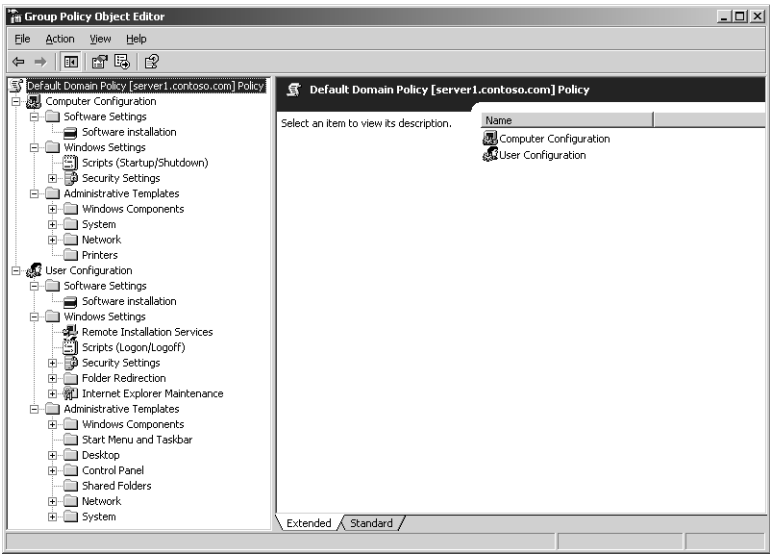 Group Policy Object Editor
File Action View Help
Default Domain Policy [server1.contoso.com] Policy
Computer Configuration
Software Settings
Software installation
Windows Settings
Scripts (Startup/Shutdown)
Security Settings
Administrative Templates
Windows Components
System
Network
Printers
User Configuration
Software Settings
Software installation
Windows Settings
Remote Installation Services
Scripts (Logon/Logoff)
Security Settings
Folder Redirection
Internet Explorer Maintenance
Administrative Templates
Windows Components
Start Menu and Taskbar
Desktop
Control Panel
Shared Folders
Network
System
Default Domain Policy [server1.contoso.com] Policy
Select an item to view its description.
Name
Computer Configuration
User Configuration
Extended Standard